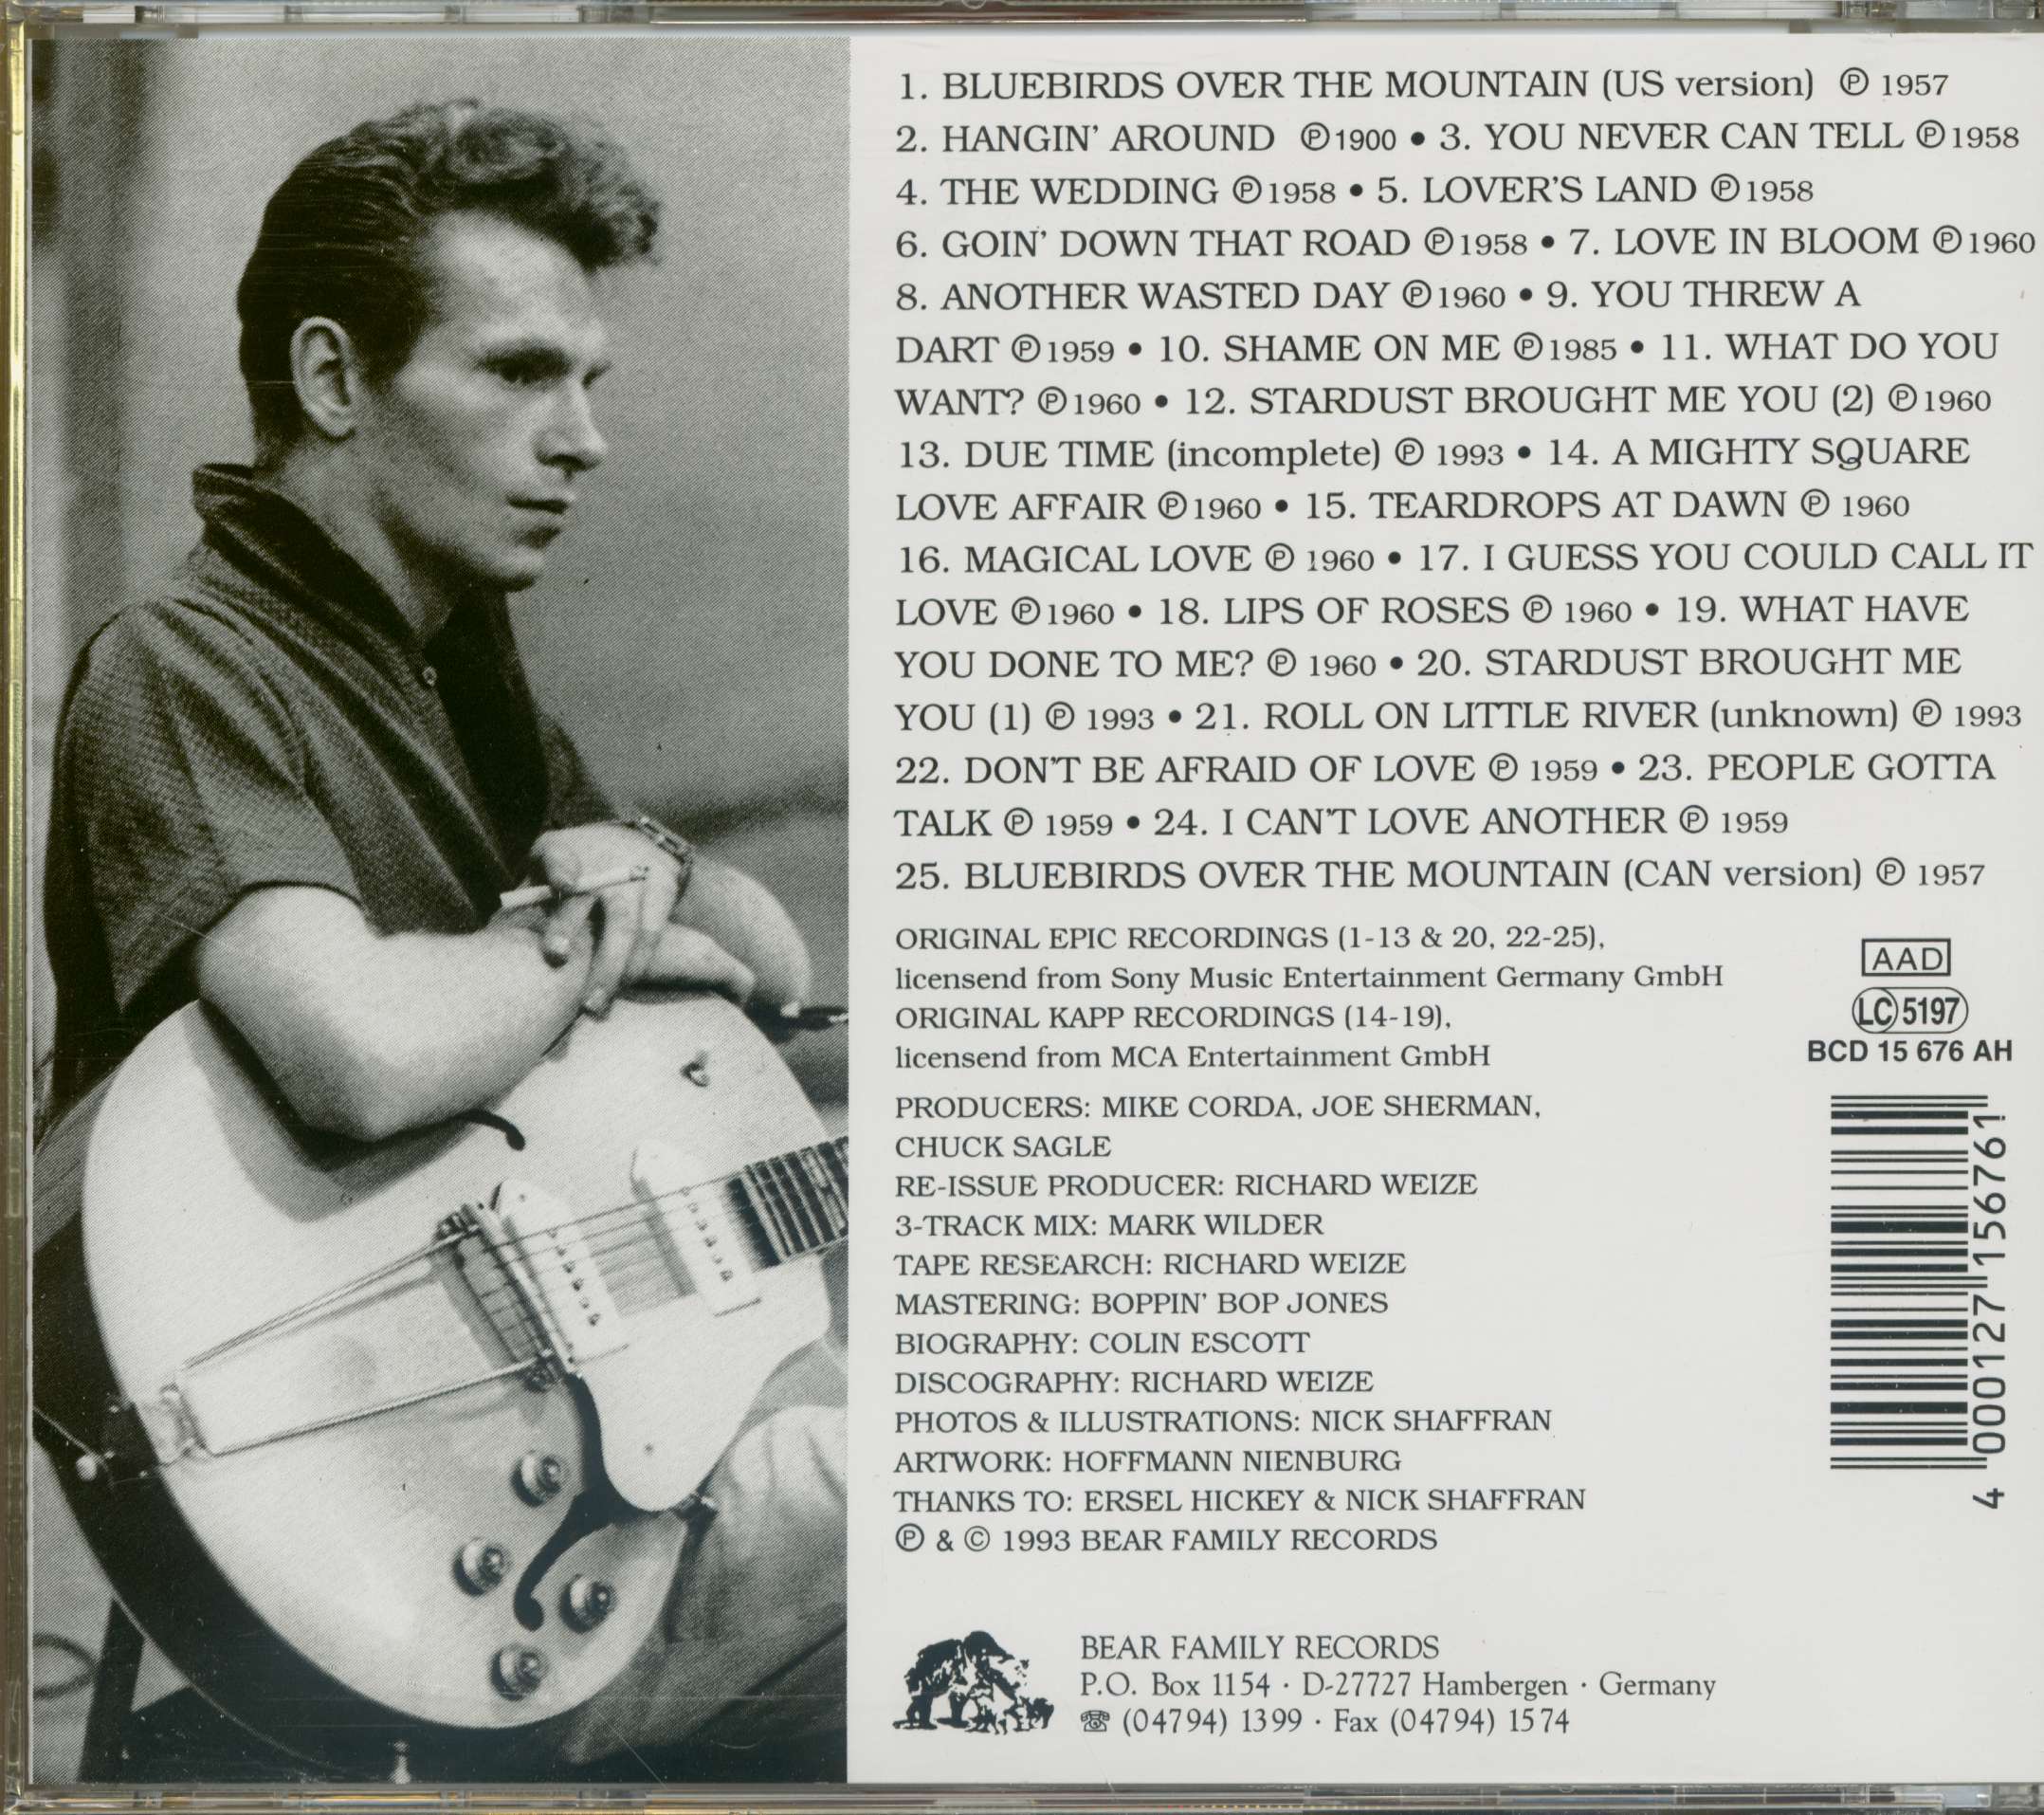 1. BLUEBIRDS OVER THE MOUNTAIN (US version) ℗ 1957
2. HANGIN' AROUND ℗1900 • 3. YOU NEVER CAN TELL ℗1958
4. THE WEDDING ℗1958 • 5. LOVER'S LAND ℗1958
6. GOIN' DOWN THAT ROAD ℗1958 • 7. LOVE IN BLOOM ℗1960
8. ANOTHER WASTED DAY ℗1960 • 9. YOU THREW A
DART ℗1959 • 10. SHAME ON ME ℗1985 • 11. WHAT DO YOU
WANT? ℗1960 • 12. STARDUST BROUGHT ME YOU (2) ℗1960
13. DUE TIME (incomplete) ℗ 1993 • 14. A MIGHTY SQUARE
LOVE AFFAIR ℗1960 • 15. TEARDROPS AT DAWN ℗ 1960
16. MAGICAL LOVE ℗ 1960 • 17. I GUESS YOU COULD CALL IT
LOVE ℗1960 • 18. LIPS OF ROSES ℗ 1960 • 19. WHAT HAVE
YOU DONE TO ME? ℗ 1960 • 20. STARDUST BROUGHT ME
YOU (1) ℗ 1993 • 21. ROLL ON LITTLE RIVER (unknown) ℗ 1993
22. DON'T BE AFRAID OF LOVE ℗ 1959 • 23. PEOPLE GOTTA
TALK ℗ 1959 • 24. I CAN'T LOVE ANOTHER ℗ 1959
25. BLUEBIRDS OVER THE MOUNTAIN (CAN version) ℗ 1957
ORIGINAL EPIC RECORDINGS (1-13 & 20, 22-25),
licensend from Sony Music Entertainment Germany GmbH
ORIGINAL KAPP RECORDINGS (14-19),
licensend from MCA Entertainment GmbH
AAD
LC 5197
BCD 15 676 AH
PRODUCERS: MIKE CORDA, JOE SHERMAN,
CHUCK SAGLE
RE-ISSUE PRODUCER: RICHARD WEIZE
3-TRACK MIX: MARK WILDER
TAPE RESEARCH: RICHARD WEIZE
MASTERING: BOPPIN' BOP JONES
BIOGRAPHY: COLIN ESCOTT
DISCOGRAPHY: RICHARD WEIZE
PHOTOS & ILLUSTRATIONS: NICK SHAFFRAN
ARTWORK: HOFFMANN NIENBURG
THANKS TO: ERSEL HICKEY & NICK SHAFFRAN
℗ & © 1993 BEAR FAMILY RECORDS
4 000127 156761
BEAR FAMILY RECORDS
P.O. Box 1154 · D-27727 Hambergen · Germany
☏ (04794) 1399 · Fax (04794) 1574